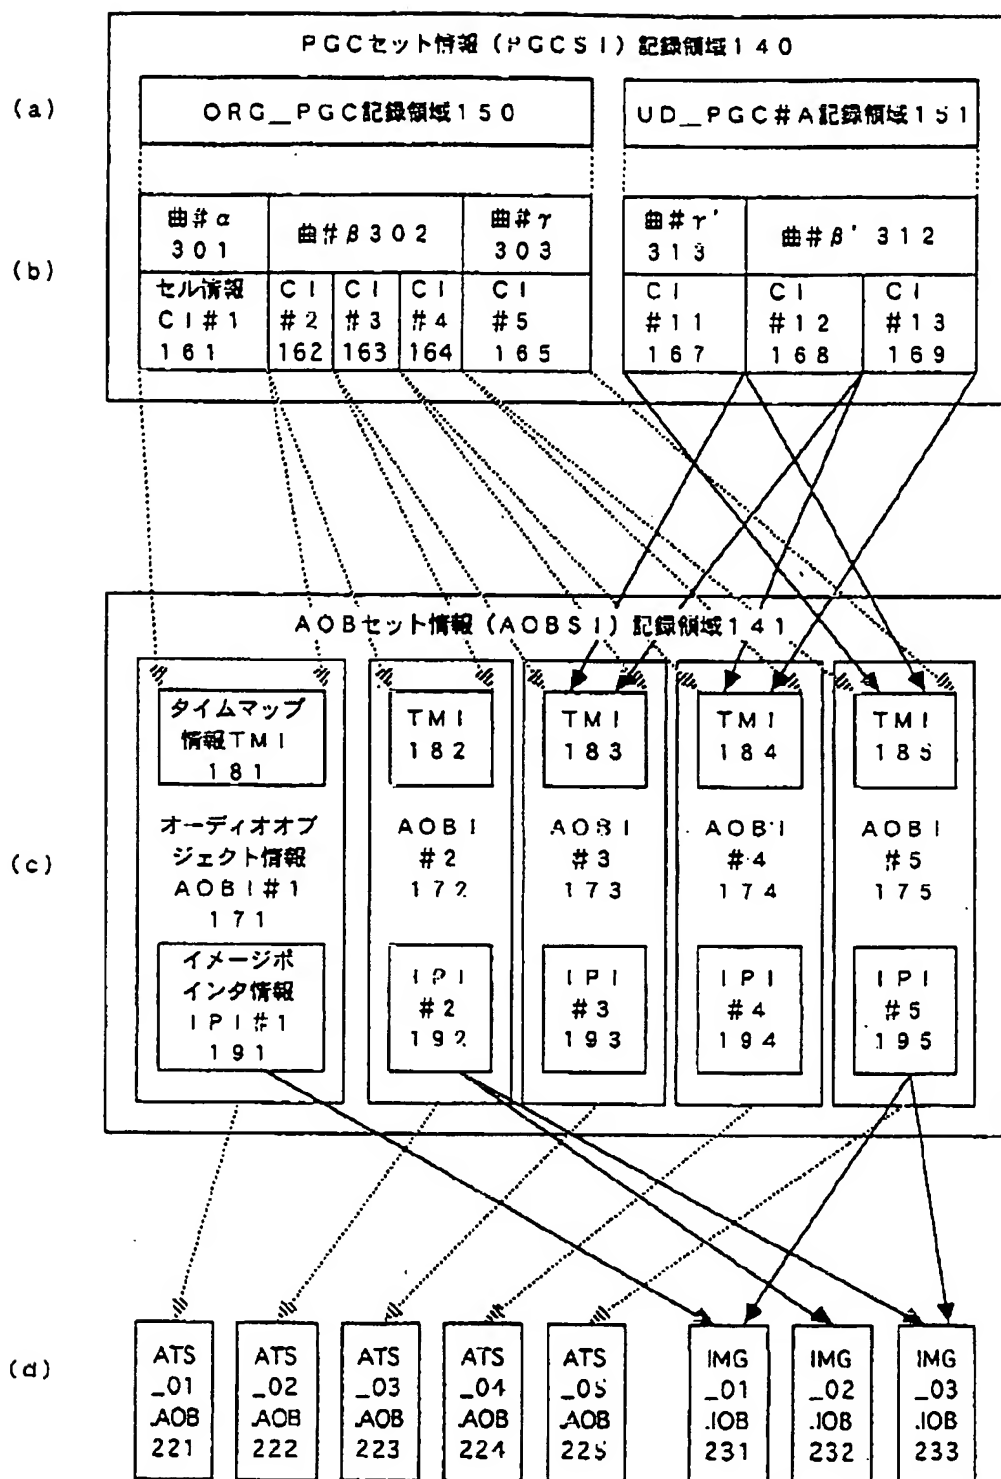 PGCセット情報(PGCSI)記録領域140
(a)
ORG_PGC記録領域150
UD_PGC#A記録領域151
(b)
曲#α
301
曲#β302
曲#γ
303
曲#γ'
313
曲#β'312
セル情報
CI#1
161
CI
#2
162
CI
#3
163
CI
#4
164
CI
#5
165
CI
#11
167
CI
#12
168
CI
#13
169
AOBセット情報(AOBSI)記録領域141
(c)
タイムマップ
情報TMI
181
TMI
182
TMI
183
TMI
184
TMI
185
オーディオオブ
ジェクト情報
AOBI#1
171
AOBI
#2
172
AOBI
#3
173
AOBI
#4
174
AOBI
#5
175
イメージポ
インタ情報
IPI#1
191
IPI
#2
192
IPI
#3
193
IPI
#4
194
IPI
#5
195
(d)
ATS
_01
.AOB
221
ATS
_02
.AOB
222
ATS
_03
.AOB
223
ATS
_04
.AOB
224
ATS
_05
.AOB
225
IMG
_01
.IOB
231
IMG
_02
.IOB
232
IMG
_03
.IOB
233